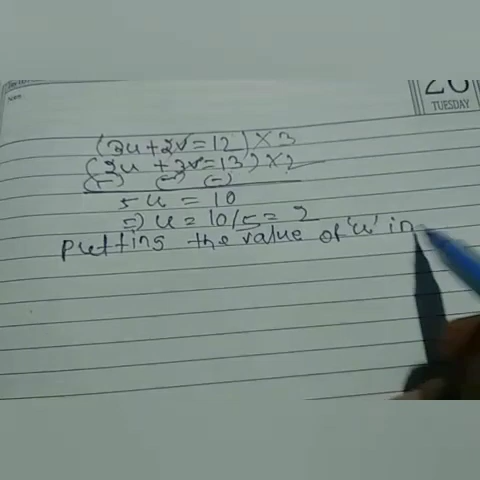 20
TUESDAY
(3u+2v=12)×3
(2u+3v=13)×2
(-) (-) (-)
5u = 10
=) u = 10/5 = 2
putting the value of 'u' in